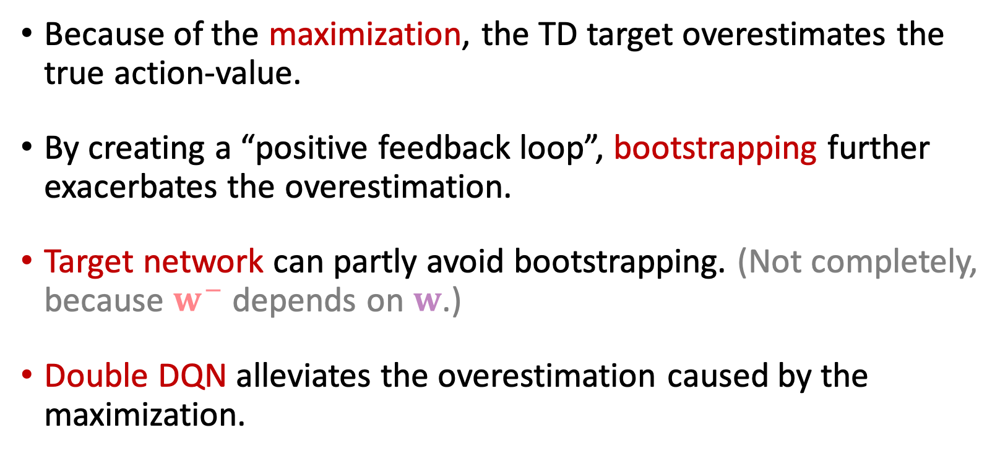 • Because of the maximization, the TD target overestimates the
true action-value.
• By creating a “positive feedback loop”, bootstrapping further
exacerbates the overestimation.
• Target network can partly avoid bootstrapping. (Not completely,
because w⁻ depends on w.)
• Double DQN alleviates the overestimation caused by the
maximization.